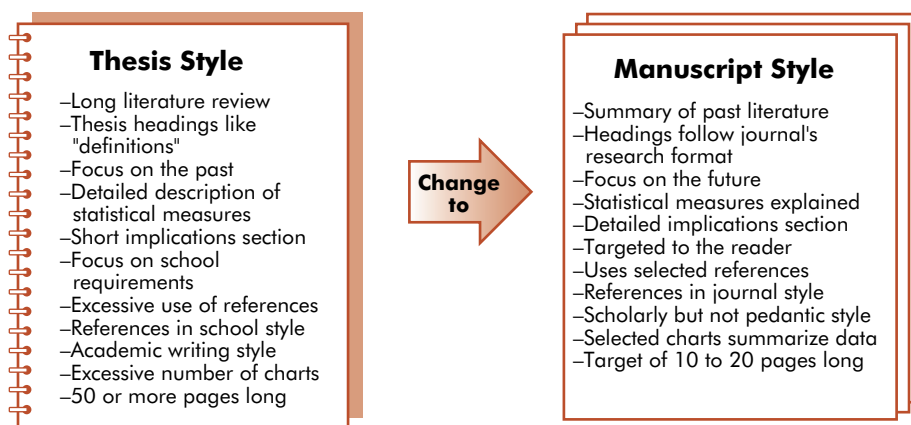 Thesis Style
–Long literature review
–Thesis headings like
"definitions"
–Focus on the past
–Detailed description of
statistical measures
–Short implications section
–Focus on school
requirements
–Excessive use of references
–References in school style
–Academic writing style
–Excessive number of charts
–50 or more pages long
Change
to
Manuscript Style
–Summary of past literature
–Headings follow journal's
research format
–Focus on the future
–Statistical measures explained
–Detailed implications section
–Targeted to the reader
–Uses selected references
–References in journal style
–Scholarly but not pedantic style
–Selected charts summarize data
–Target of 10 to 20 pages long